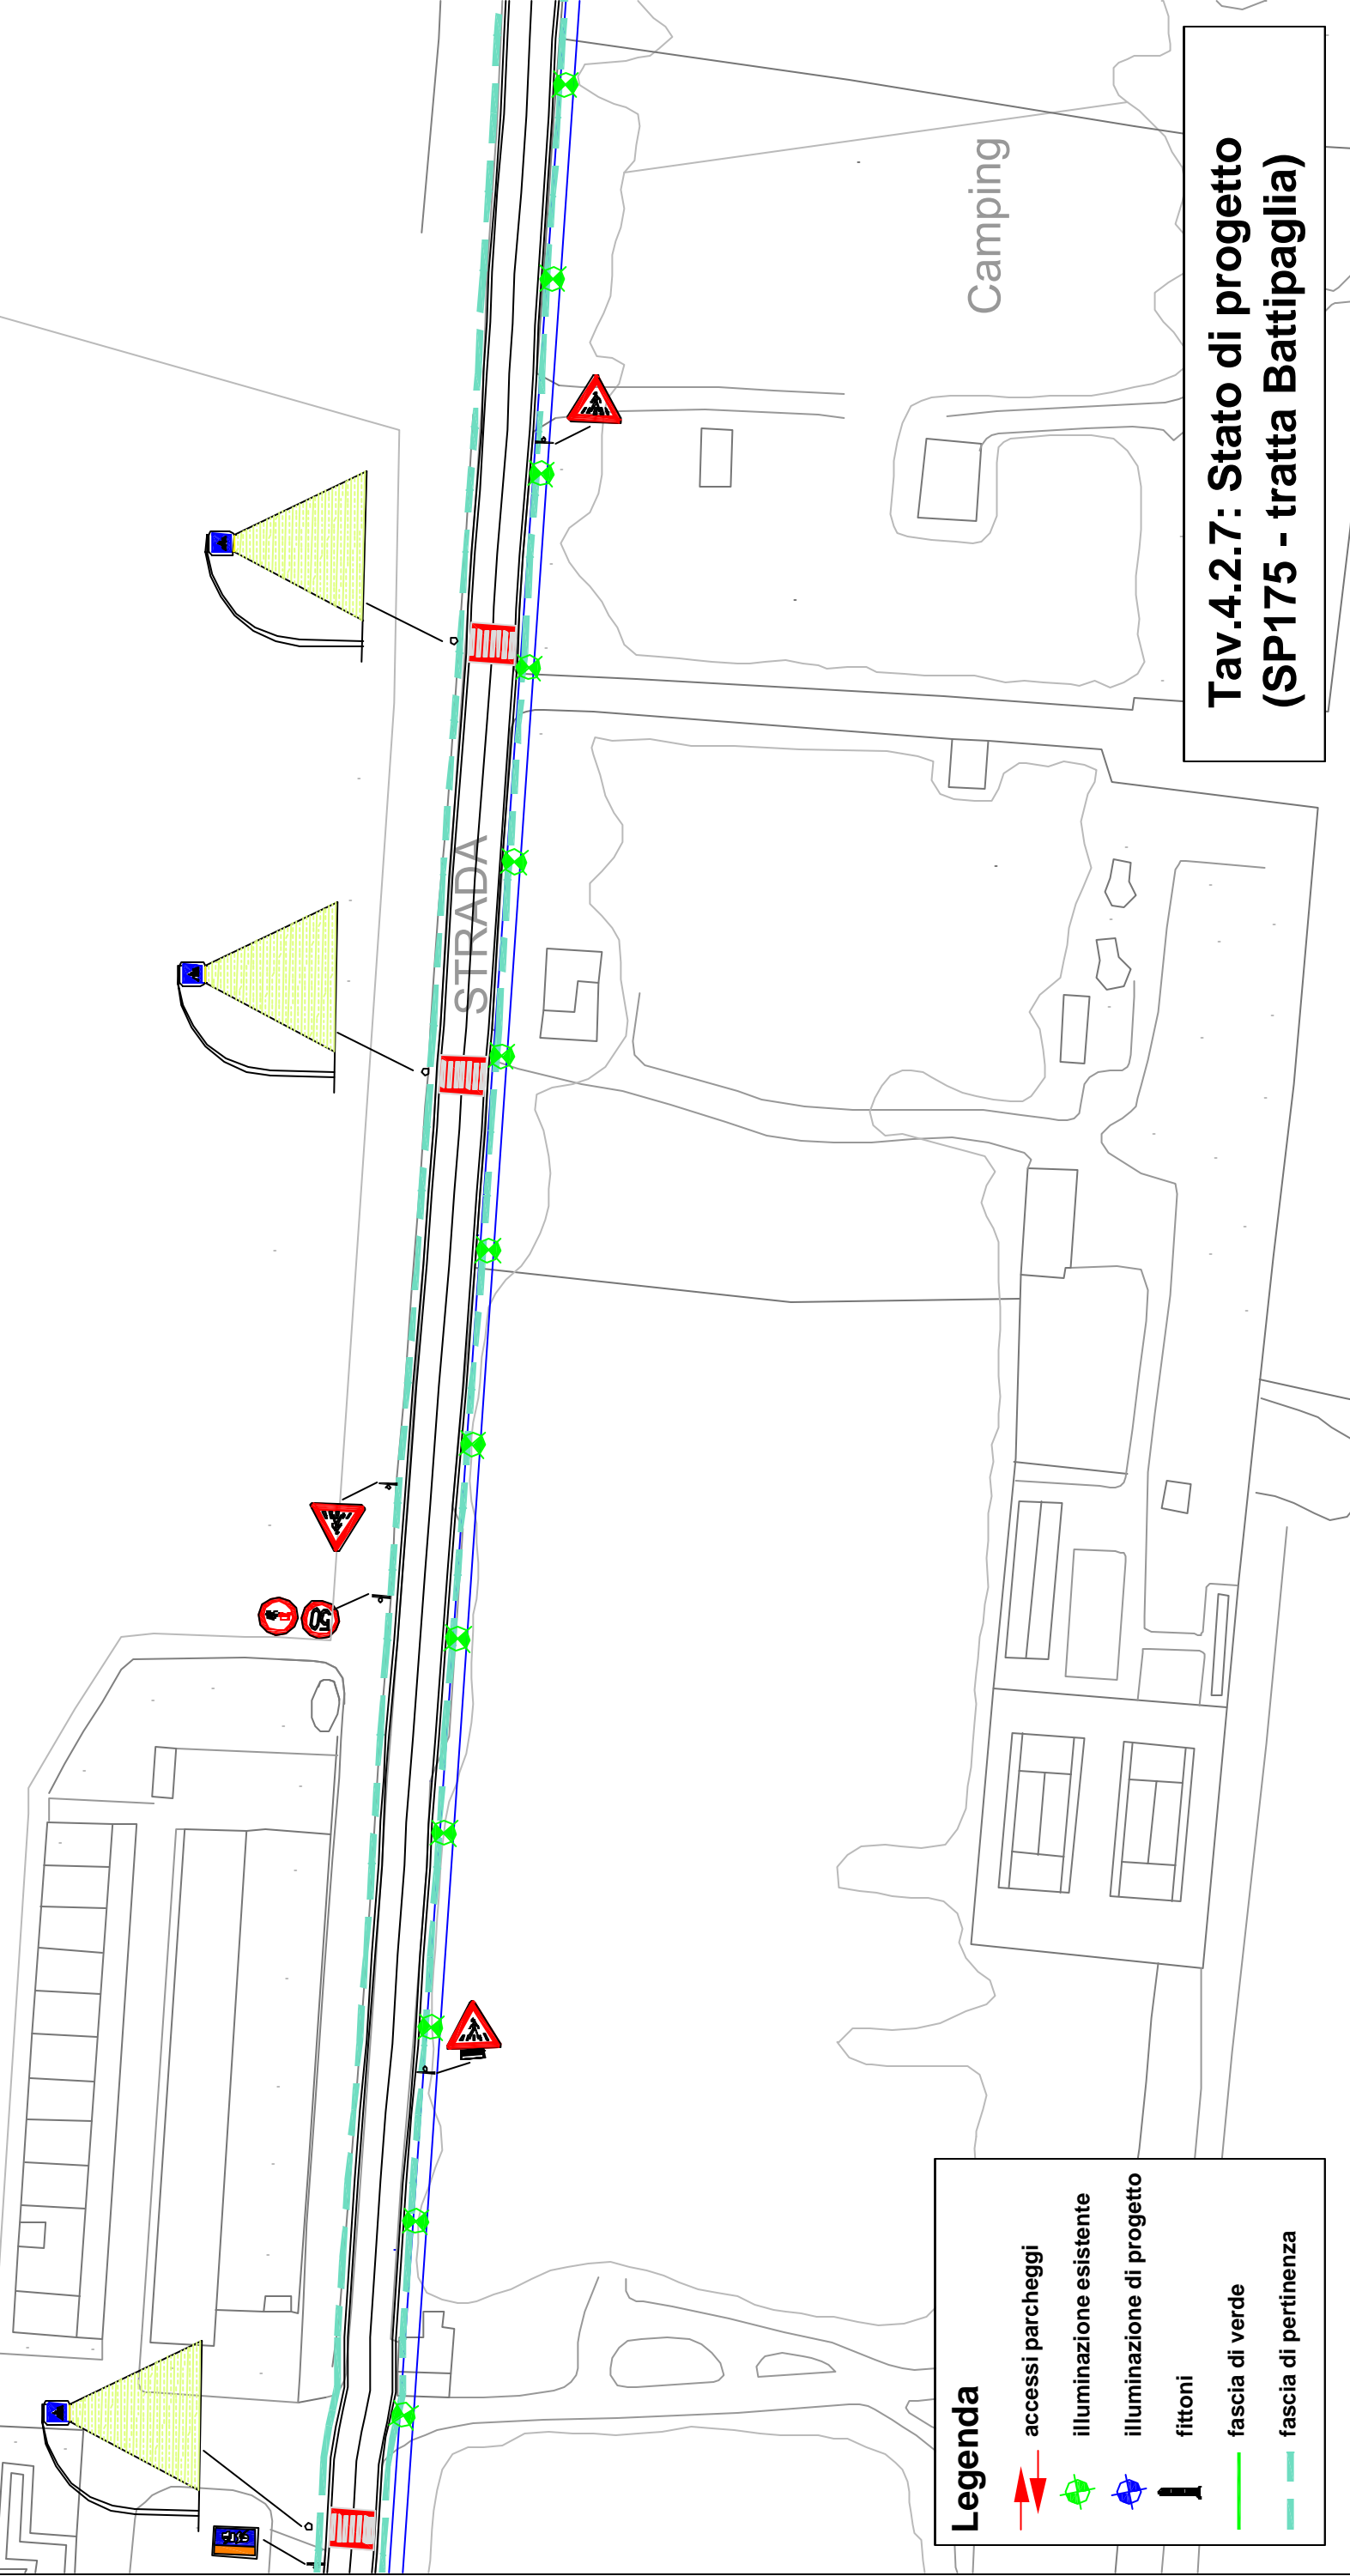 Camping
STRADA
50
Tav.4.2.7: Stato di progetto
(SP175 - tratta Battipaglia)
Legenda
accessi parcheggi
illuminazione esistente
illuminazione di progetto
fittoni
fascia di verde
fascia di pertinenza